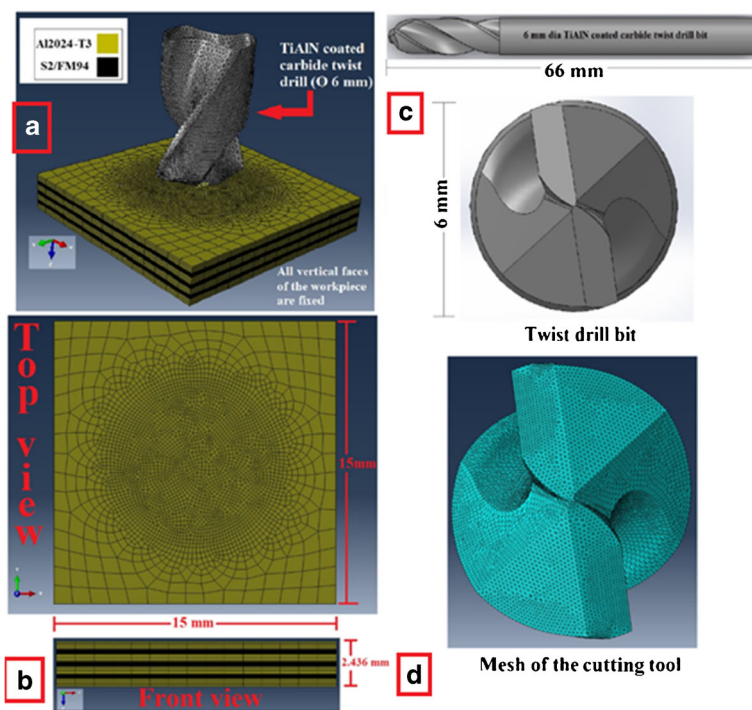 Al2024-T3
S2/FM94
TiAlN coated
carbide twist
drill (O 6 mm)
a
All vertical faces
of the workpiece
are fixed
Top view
15mm
15 mm
b
2.436 mm
Front view
6 mm dia TiAlN coated carbide twist drill bit
66 mm
c
6 mm
Twist drill bit
d
Mesh of the cutting tool